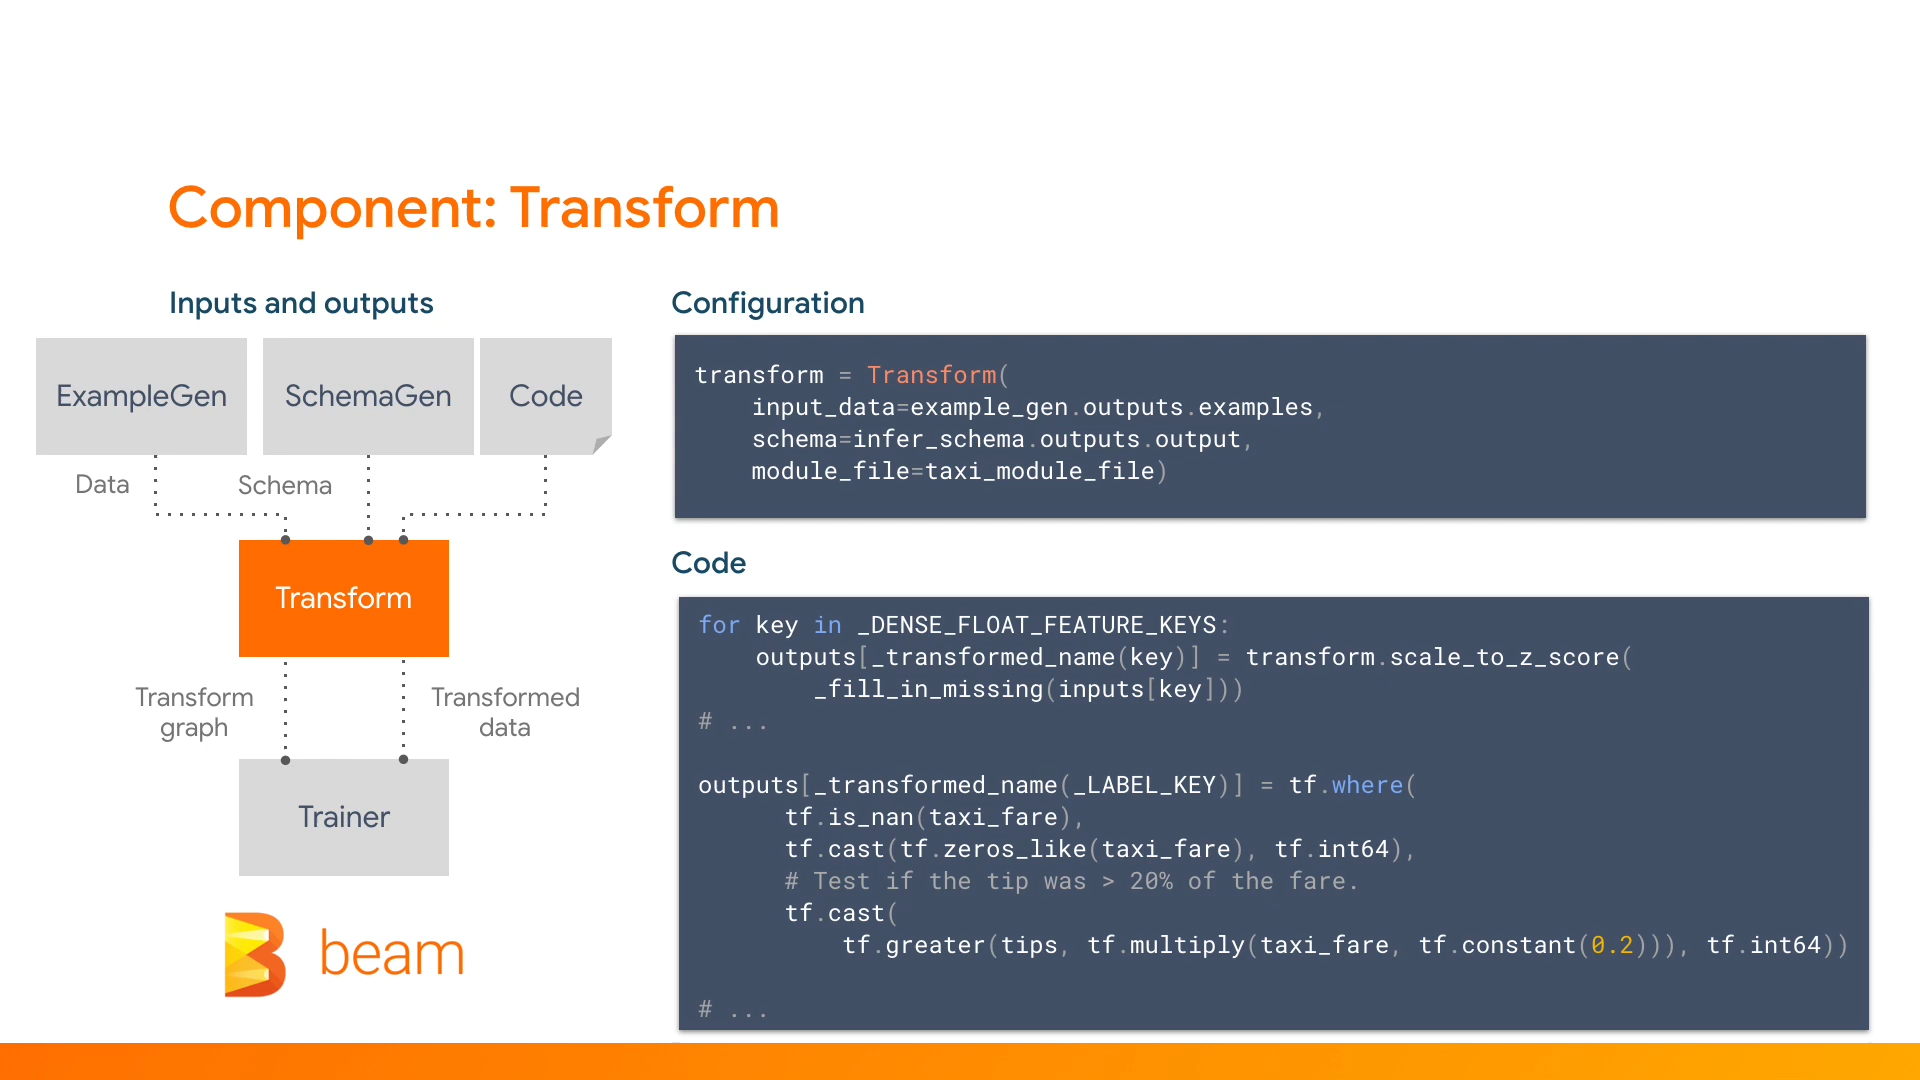 Component: Transform
Inputs and outputs
ExampleGen
SchemaGen
Code
Data
Schema
Transform
Transform
graph
Transformed
data
Trainer
beam
Configuration
transform = Transform(
    input_data=example_gen.outputs.examples,
    schema=infer_schema.outputs.output,
    module_file=taxi_module_file)
Code
for key in _DENSE_FLOAT_FEATURE_KEYS:
    outputs[_transformed_name(key)] = transform.scale_to_z_score(
        _fill_in_missing(inputs[key]))
# ...
outputs[_transformed_name(_LABEL_KEY)] = tf.where(
      tf.is_nan(taxi_fare),
      tf.cast(tf.zeros_like(taxi_fare), tf.int64),
      # Test if the tip was > 20% of the fare.
      tf.cast(
          tf.greater(tips, tf.multiply(taxi_fare, tf.constant(0.2))), tf.int64))
# ...